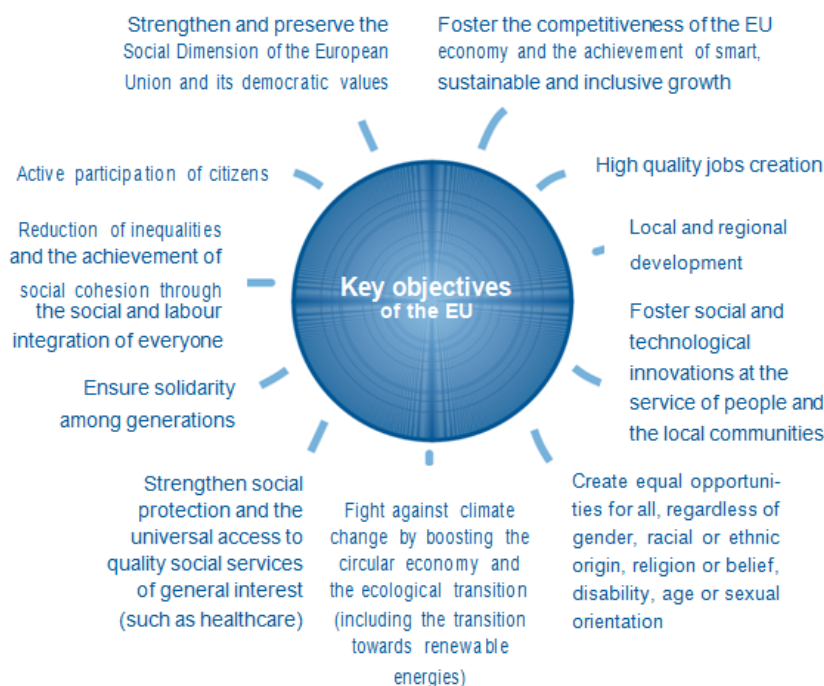 Strengthen and preserve the
Social Dimension of the European
Union and its democratic values
Foster the competitiveness of the EU
economy and the achievement of smart,
sustainable and inclusive growth
Active participation of citizens
High quality jobs creation
Reduction of inequalities
and the achievement of
social cohesion through
the social and labour
integration of everyone
Local and regional
development
Key objectives
of the EU
Foster social and
technological
innovations at the
service of people and
the local communities
Ensure solidarity
among generations
Strengthen social
protection and the
universal access to
quality social services
of general interest
(such as healthcare)
Fight against climate
change by boosting the
circular economy and
the ecological transition
(including the transition
towards renewable
energies)
Create equal opportuni-
ties for all, regardless of
gender, racial or ethnic
origin, religion or belief,
disability, age or sexual
orientation